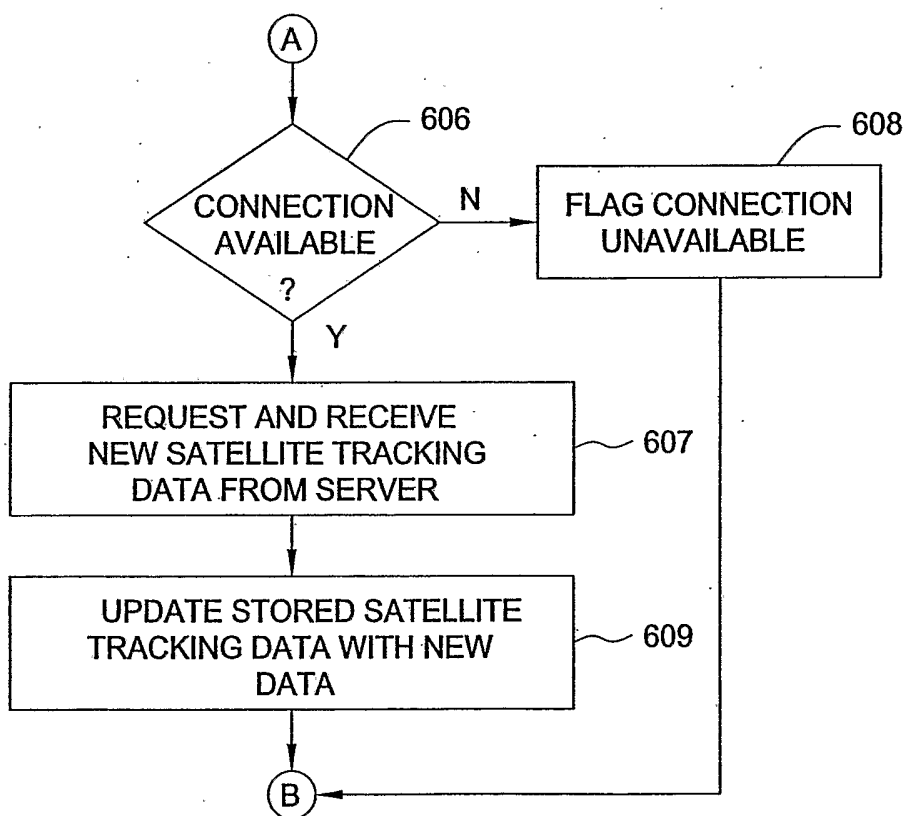 A
606
CONNECTION
AVAILABLE
?
N
608
FLAG CONNECTION
UNAVAILABLE
Y
REQUEST AND RECEIVE
NEW SATELLITE TRACKING
DATA FROM SERVER
607
UPDATE STORED SATELLITE
TRACKING DATA WITH NEW
DATA
609
B